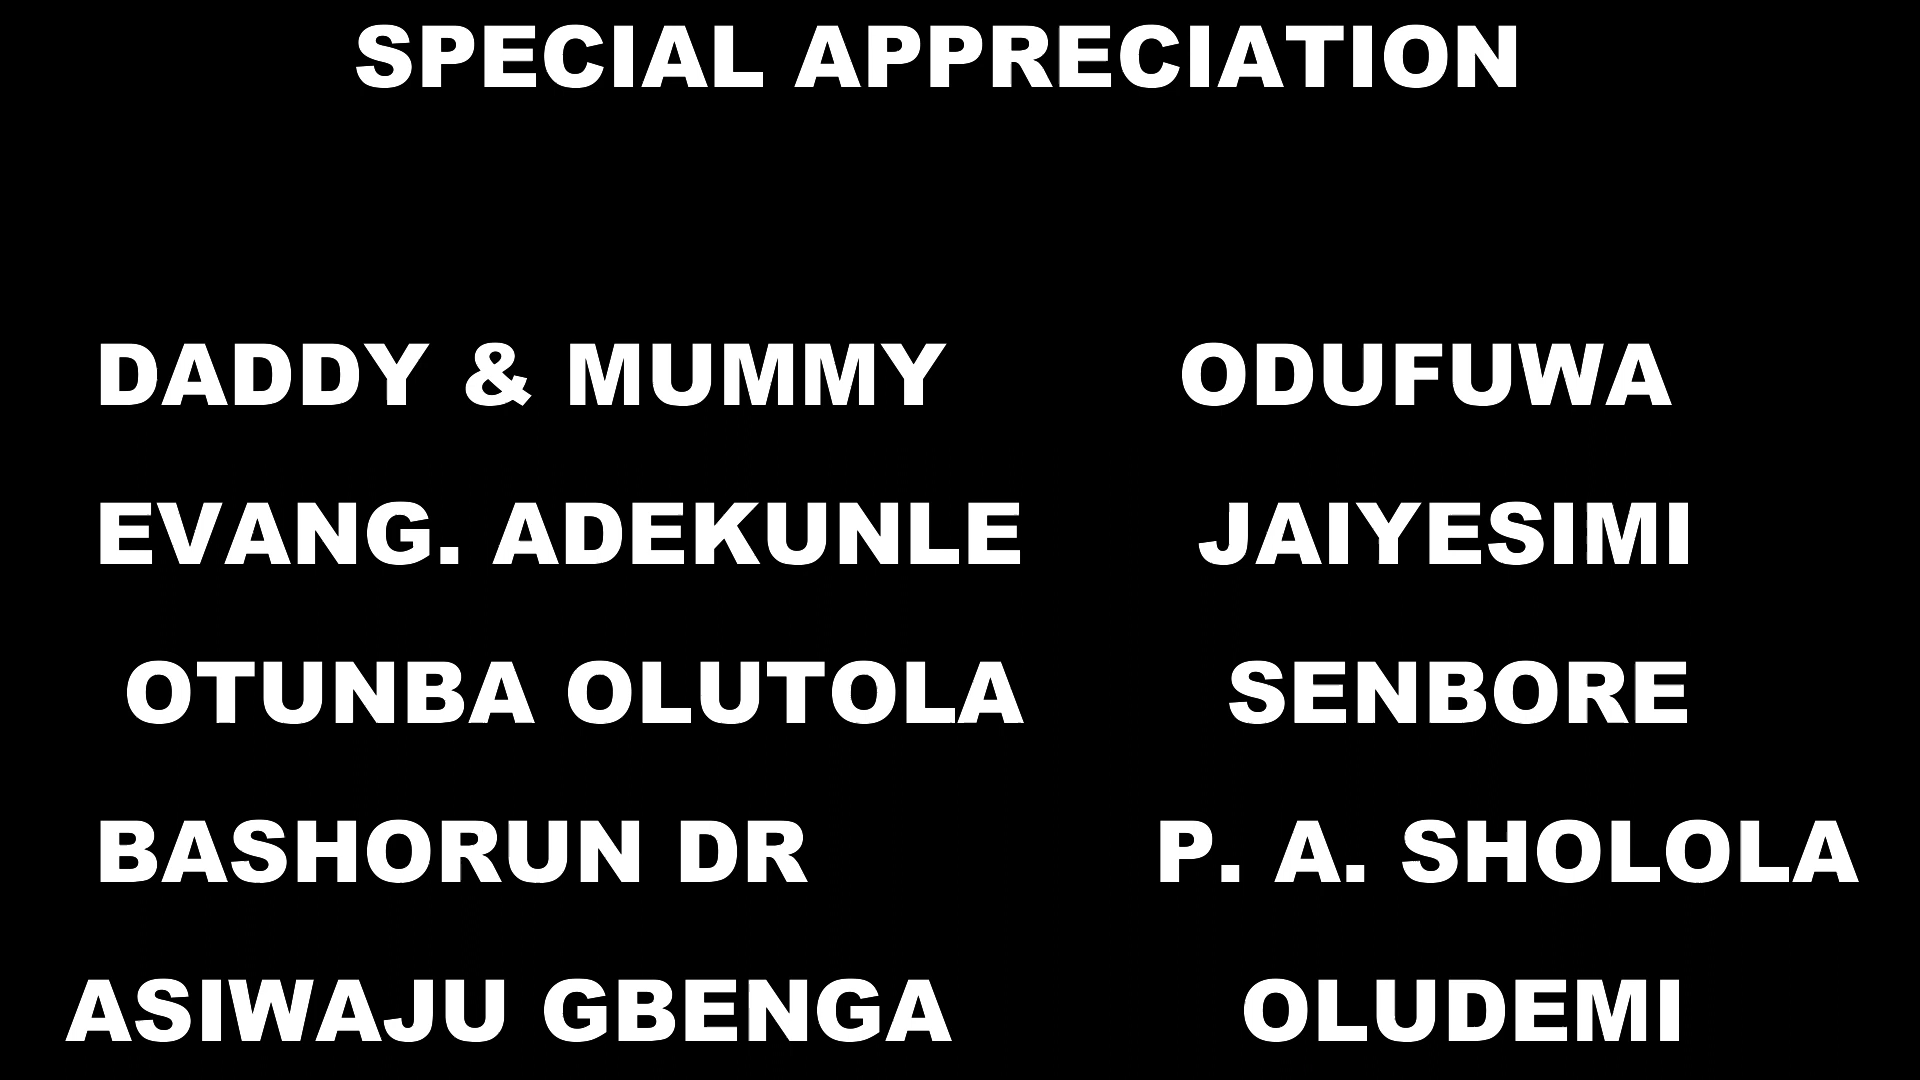 SPECIAL APPRECIATION
DADDY & MUMMY ODUFUWA
EVANG. ADEKUNLE JAIYESIMI
OTUNBA OLUTOLA SENBORE
BASHORUN DR P. A. SHOLOLA
ASIWAJU GBENGA OLUDEMI